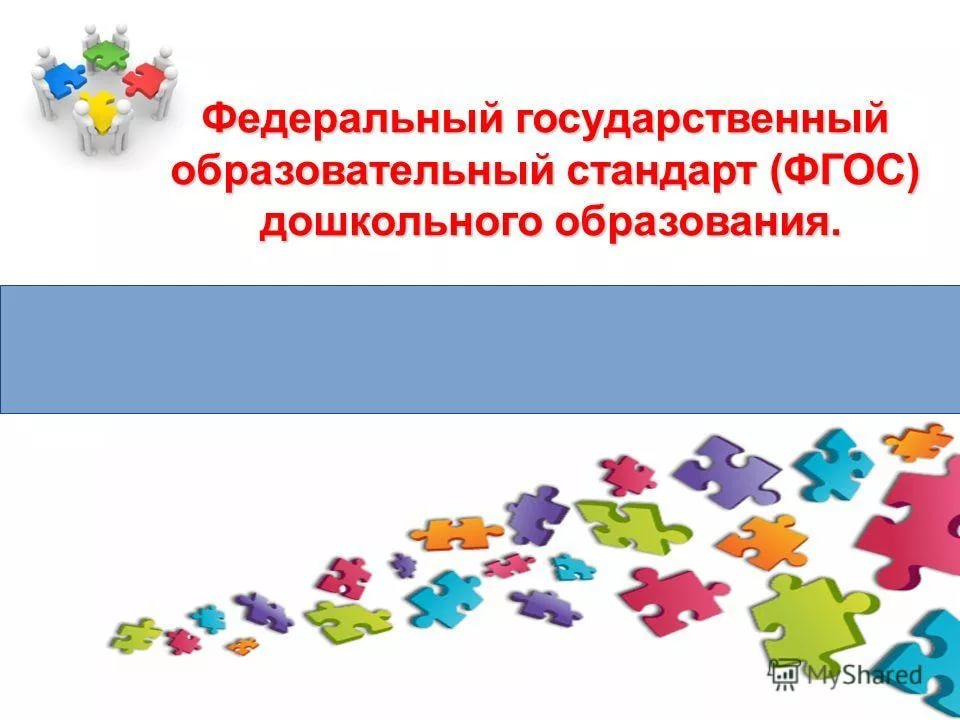 Федеральный государственный
образовательный стандарт (ФГОС)
дошкольного образования.
MyShared